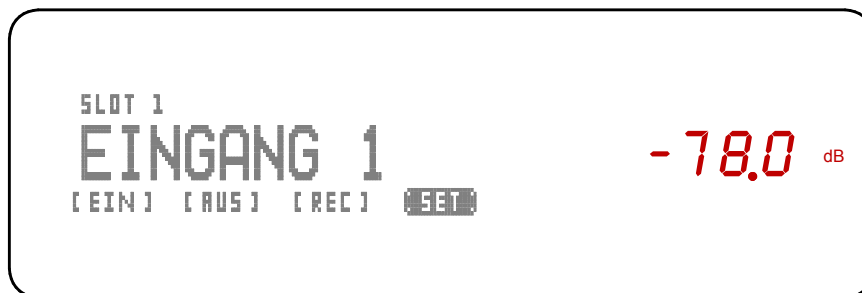 SLOT 1
EINGANG 1
-78.0 dB
[EIN] [AUS] [REC] [SET]